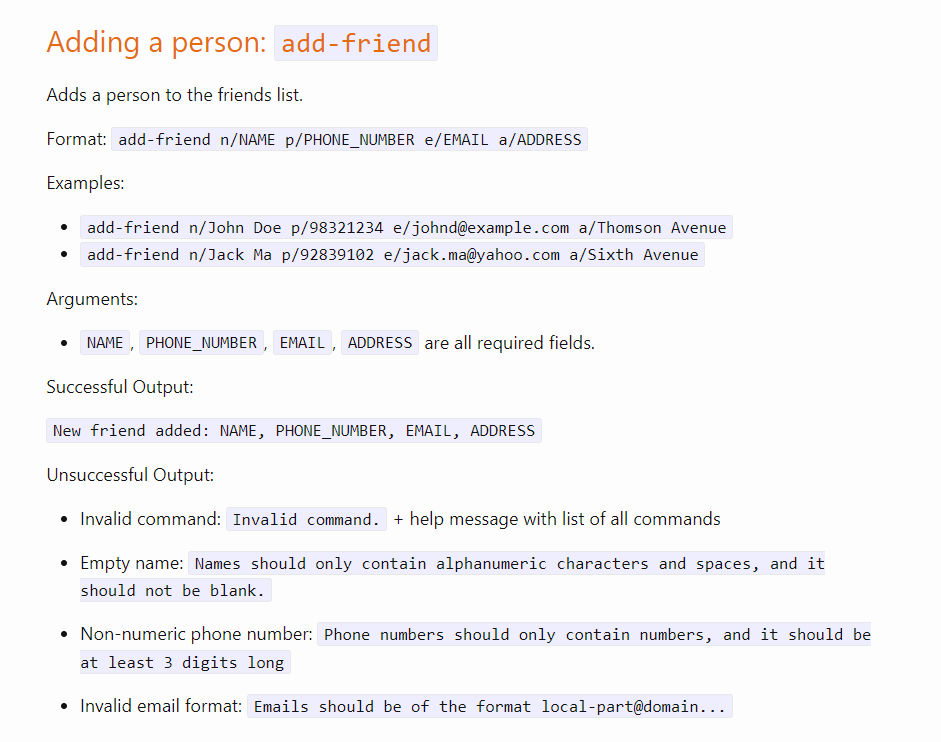 Adding a person: add-friend
Adds a person to the friends list.
Format: add-friend n/NAME p/PHONE_NUMBER e/EMAIL a/ADDRESS
Examples:
• add-friend n/John Doe p/98321234 e/johnd@example.com a/Thomson Avenue
• add-friend n/Jack Ma p/92839102 e/jack.ma@yahoo.com a/Sixth Avenue
Arguments:
• NAME, PHONE_NUMBER, EMAIL, ADDRESS are all required fields.
Successful Output:
New friend added: NAME, PHONE_NUMBER, EMAIL, ADDRESS
Unsuccessful Output:
• Invalid command: Invalid command. + help message with list of all commands
• Empty name: Names should only contain alphanumeric characters and spaces, and it
should not be blank.
• Non-numeric phone number: Phone numbers should only contain numbers, and it should be
at least 3 digits long
• Invalid email format: Emails should be of the format local-part@domain...